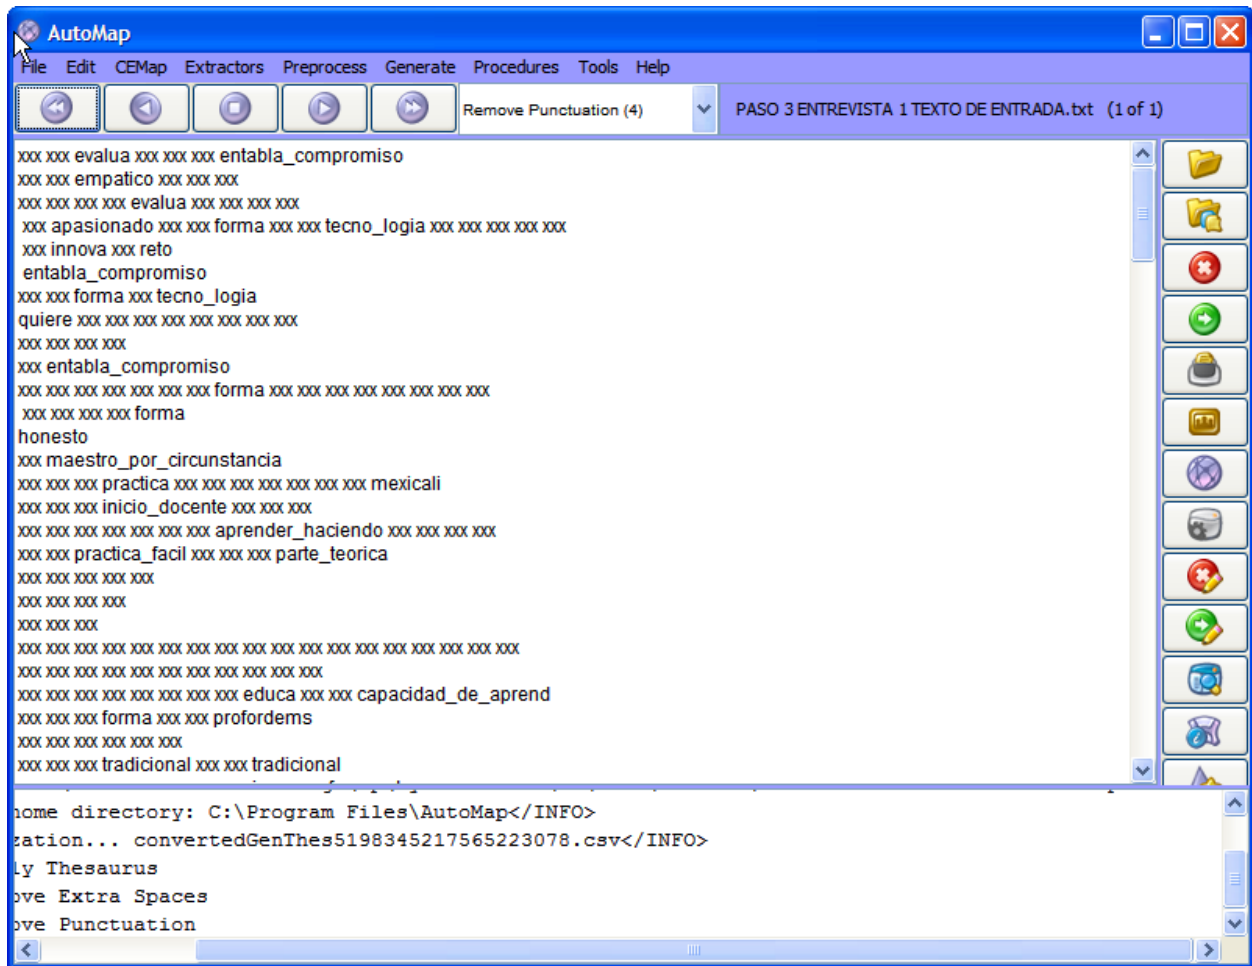 AutoMap
File Edit CEMap Extractors Preprocess Generate Procedures Tools Help
Remove Punctuation (4) PASO 3 ENTREVISTA 1 TEXTO DE ENTRADA.txt (1 of 1)
xxx xxx evalua xxx xxx xxx entabla_compromiso
xxx xxx empatico xxx xxx xxx
xxx xxx xxx xxx evalua xxx xxx xxx xxx
xxx apasionado xxx xxx forma xxx xxx tecno_logia xxx xxx xxx xxx xxx
xxx innova xxx reto
entabla_compromiso
xxx xxx forma xxx tecno_logia
quiere xxx xxx xxx xxx xxx xxx xxx xxx
xxx xxx xxx xxx
xxx entabla_compromiso
xxx xxx xxx xxx xxx xxx xxx forma xxx xxx xxx xxx xxx xxx xxx xxx
xxx xxx xxx xxx forma
honesto
xxx maestro_por_circunstancia
xxx xxx xxx practica xxx xxx xxx xxx xxx xxx xxx mexicali
xxx xxx xxx inicio_docente xxx xxx xxx
xxx xxx xxx xxx xxx xxx xxx aprender_haciendo xxx xxx xxx xxx
xxx xxx practica_facil xxx xxx xxx parte_teorica
xxx xxx xxx xxx xxx
xxx xxx xxx xxx
xxx xxx xxx
xxx xxx xxx xxx xxx xxx xxx xxx xxx xxx xxx xxx xxx xxx xxx xxx xxx xxx
xxx xxx xxx xxx xxx xxx xxx xxx xxx xxx xxx
xxx xxx xxx xxx xxx xxx xxx xxx educa xxx xxx capacidad_de_aprend
xxx xxx xxx forma xxx xxx profordems
xxx xxx xxx xxx xxx xxx
xxx xxx xxx tradicional xxx xxx tradicional
home directory: C:\Program Files\AutoMap</INFO>
zation... convertedGenThes5198345217565223078.csv</INFO>
ly Thesaurus
ove Extra Spaces
ove Punctuation